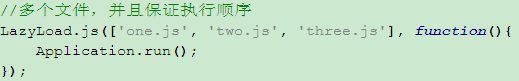 //多个文件，并且保证执行顺序
LazyLoad.js(['one.js', 'two.js', 'three.js'], function(){
    Application.run();
});